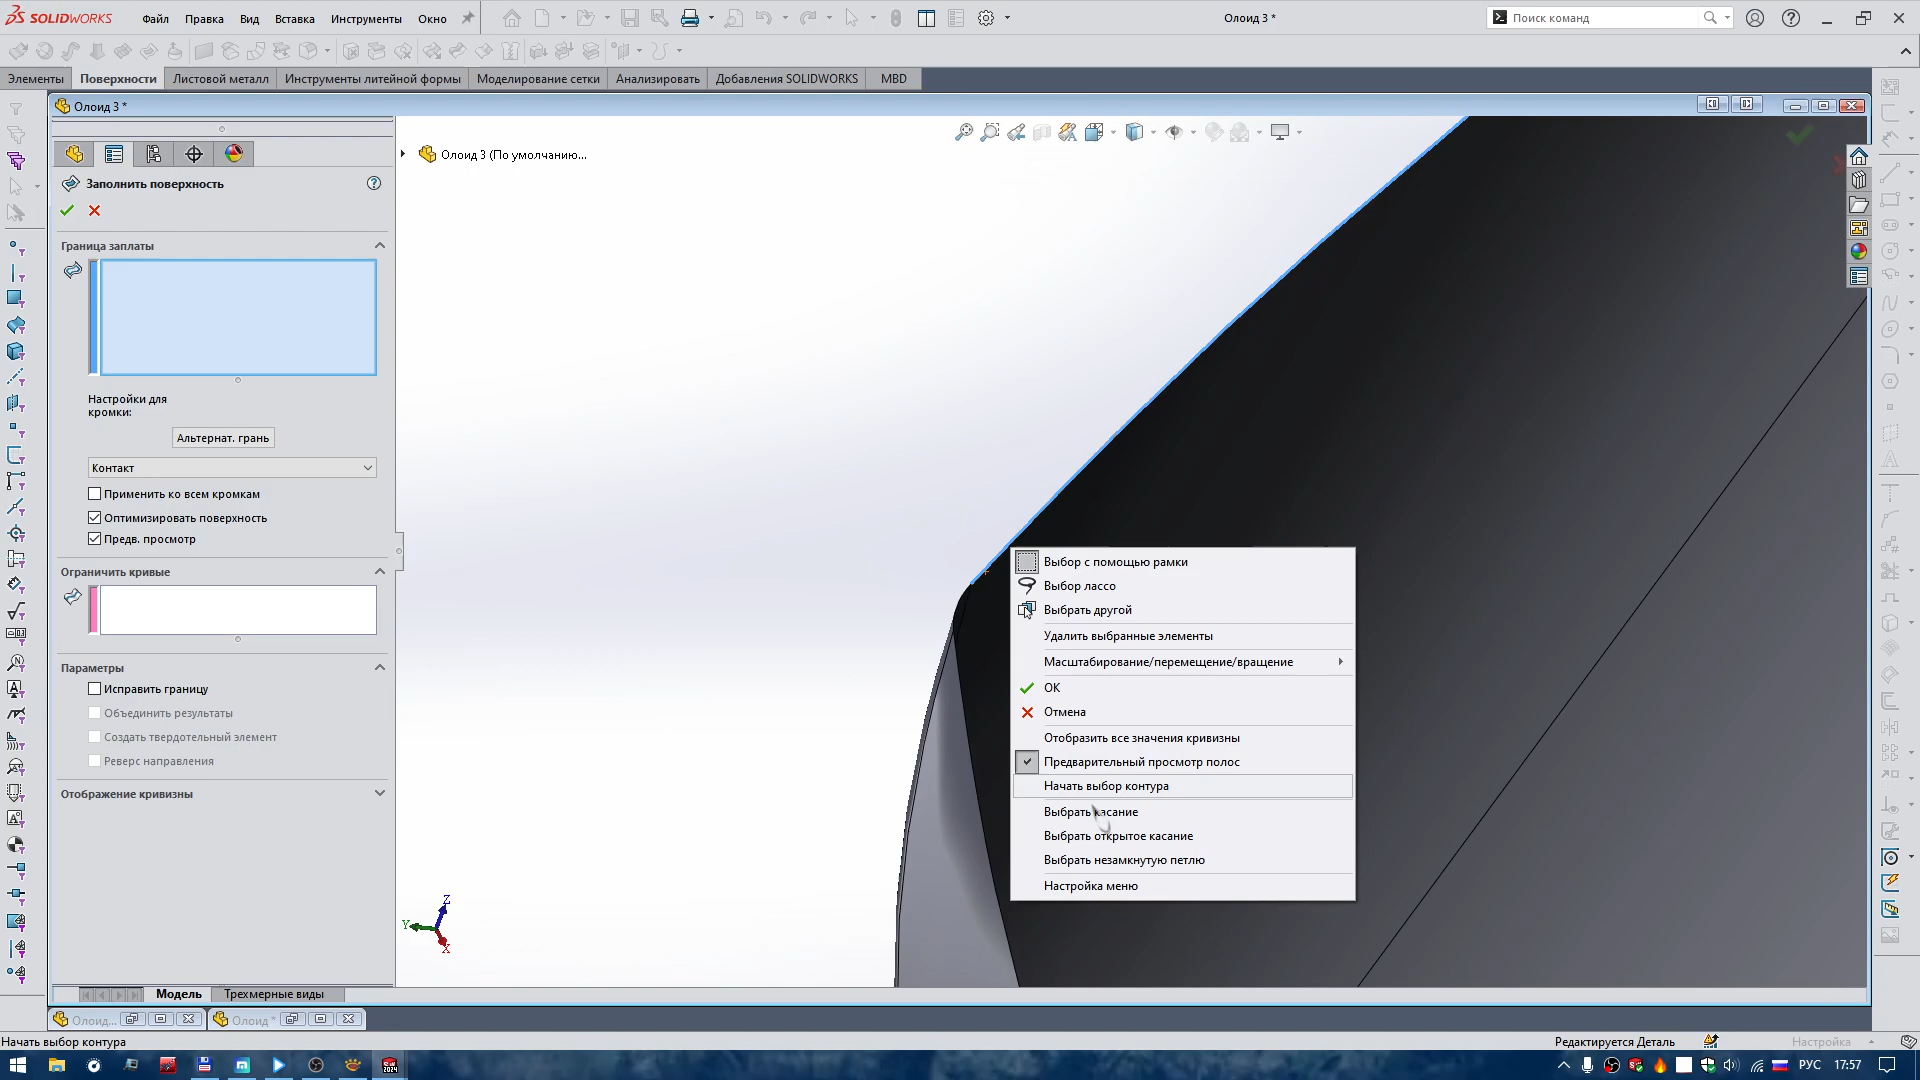 SOLIDWORKS
Файл
Правка
Вид
Вставка
Инструменты
Окно
Олоид 3 *
Поиск команд
Элементы
Поверхности
Листовой металл
Инструменты литейной формы
Моделирование сетки
Анализировать
Добавления SOLIDWORKS
MBD
Олоид 3 *
Олоид 3 (По умолчанию...
Заполнить поверхность
Граница заплаты
Настройки для
кромки:
Альтернат. грань
Контакт
Применить ко всем кромкам
Оптимизировать поверхность
Предв. просмотр
Ограничить кривые
Параметры
Исправить границу
Объединить результаты
Создать твердотельный элемент
Реверс направления
Отображение кривизны
Выбор с помощью рамки
Выбор лассо
Выбрать другой
Удалить выбранные элементы
Масштабирование/перемещение/вращение
OK
Отмена
Отобразить все значения кривизны
Предварительный просмотр полос
Начать выбор контура
Выбрать касание
Выбрать открытое касание
Выбрать незамкнутую петлю
Настройка меню
Z
Y
X
Модель
Трехмерные виды
Олоид...
Олоид *
Начать выбор контура
Редактируется Деталь
Настройка
РУС
17:57